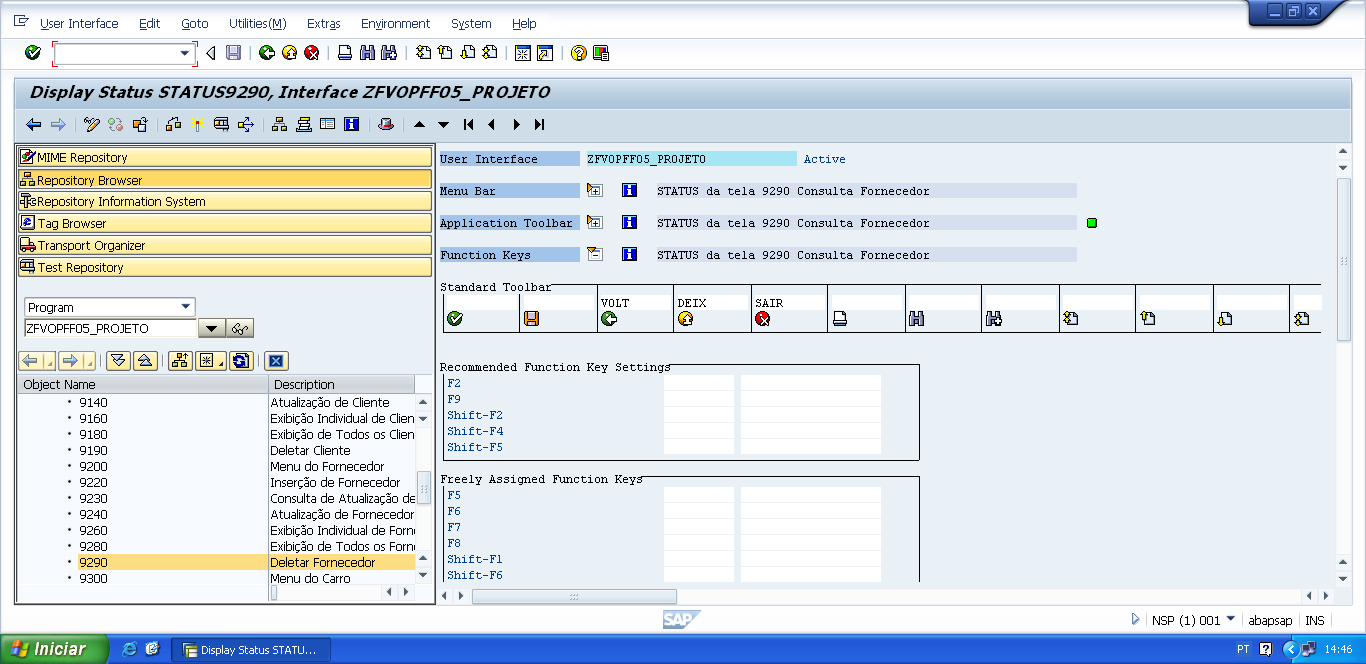 User Interface Edit Goto Utilities(M) Extras Environment System Help
Display Status STATUS9290, Interface ZFVOPFF05_PROJETO
MIME Repository
Repository Browser
Repository Information System
Tag Browser
Transport Organizer
Test Repository
Program
ZFVOPFF05_PROJETO
Object Name Description
9140 Atualização de Cliente
9160 Exibição Individual de Clien
9180 Exibição de Todos os Clien
9190 Deletar Cliente
9200 Menu do Fornecedor
9220 Inserção de Fornecedor
9230 Consulta de Atualização de
9240 Atualização de Fornecedor
9260 Exibição Individual de Forn
9280 Exibição de Todos os Forn
9290 Deletar Fornecedor
9300 Menu do Carro
User Interface ZFVOPFF05_PROJETO Active
Menu Bar STATUS da tela 9290 Consulta Fornecedor
Application Toolbar STATUS da tela 9290 Consulta Fornecedor
Function Keys STATUS da tela 9290 Consulta Fornecedor
Standard Toolbar
VOLT DEIX SAIR
Recommended Function Key Settings
F2
F9
Shift-F2
Shift-F4
Shift-F5
Freely Assigned Function Keys
F5
F6
F7
F8
Shift-F1
Shift-F6
SAP
NSP (1) 001 abapsap INS
Iniciar Display Status STATU... PT 14:46